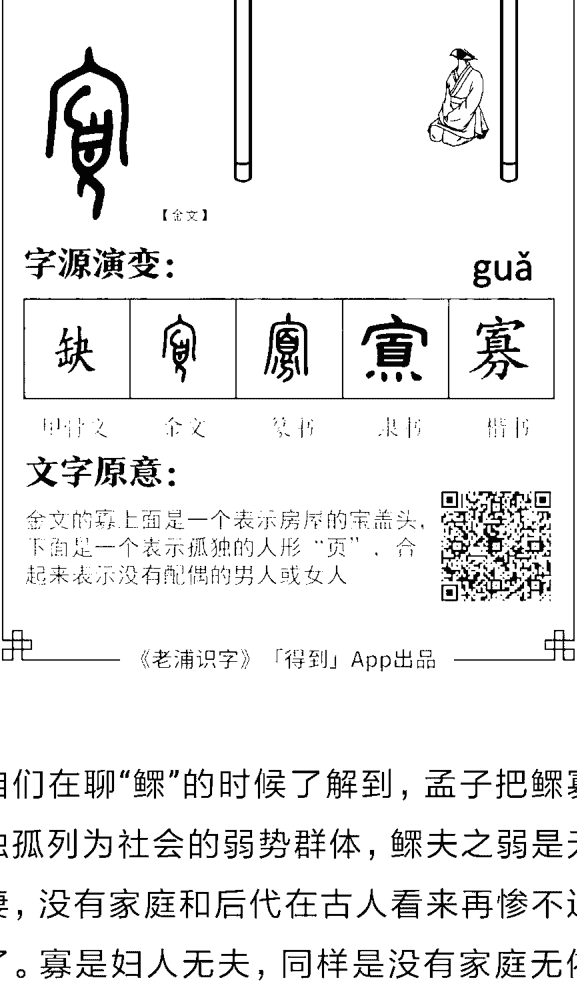 【金文】
字源演变：
guǎ
缺
寡
甲骨文 金文 篆书 隶书 楷书
文字原意：
金文的寡上面是一个表示房屋的宝盖头，
下面是一个表示孤独的人形“页”，合
起来表示没有配偶的男人或女人
《老浦识字》「得到」App出品
们在聊“鳏”的时候了解到，孟子把鳏寡
孤列为社会的弱势群体，鳏夫之弱是无
妻，没有家庭和后代在古人看来再惨不过
了。寡是妇人无夫，同样是没有家庭无依